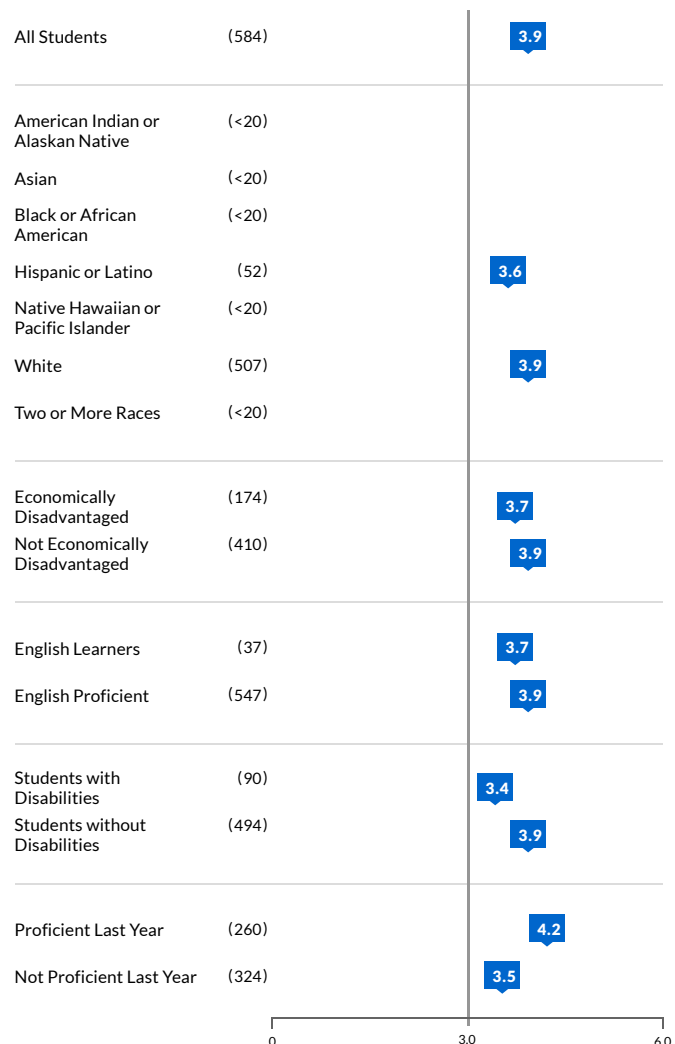 All Students (584) 3.9
American Indian or
Alaskan Native (<20)
Asian (<20)
Black or African
American (<20)
Hispanic or Latino (52) 3.6
Native Hawaiian or
Pacific Islander (<20)
White (507) 3.9
Two or More Races (<20)
Economically
Disadvantaged (174) 3.7
Not Economically
Disadvantaged (410) 3.9
English Learners (37) 3.7
English Proficient (547) 3.9
Students with
Disabilities (90) 3.4
Students without
Disabilities (494) 3.9
Proficient Last Year (260) 4.2
Not Proficient Last Year (324) 3.5
0 3.0 6.0